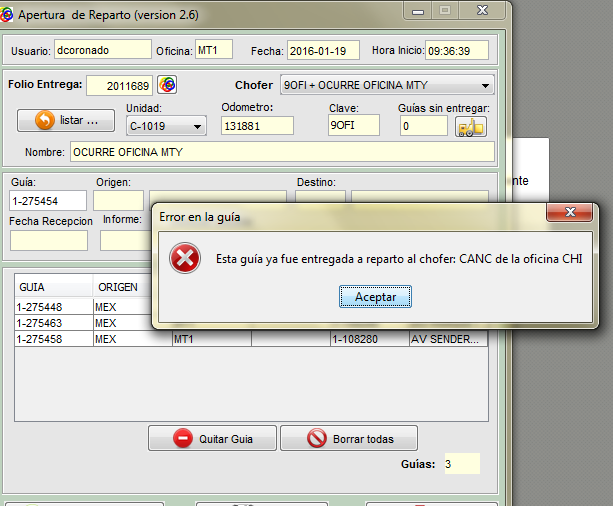 Apertura de Reparto (version 2.6)
Usuario: dcoronado Oficina: MT1 Fecha: 2016-01-19 Hora Inicio: 09:36:39
Folio Entrega: 2011689 Chofer 9OFI + OCURRE OFICINA MTY
listar ... Unidad: Odometro: Clave: Guías sin entregar:
C-1019 131881 9OFI 0
Nombre: OCURRE OFICINA MTY
Guía: Origen: Destino:
1-275454
Fecha Recepcion Informe:
nte
Error en la guía
Esta guía ya fue entregada a reparto al chofer: CANC de la oficina CHI
Aceptar
GUIA ORIGEN
1-275448 MEX
1-275463 MEX
1-275458 MEX MT1 1-108280 AV SENDER...
Quitar Guia Borrar todas
Guías: 3